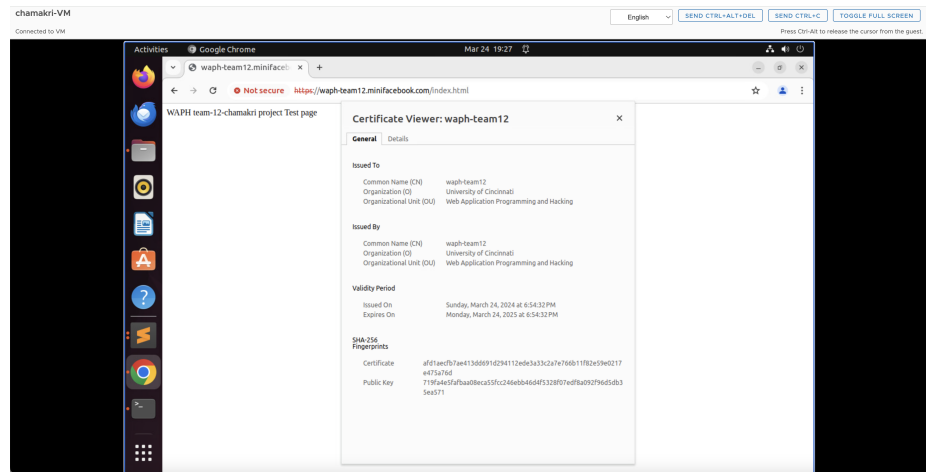 chamakri-VM
English
SEND CTRL+ALT+DEL
SEND CTRL+C
TOGGLE FULL SCREEN
Connected to VM
Press Ctrl-Alt to release the cursor from the guest.
Activities
Google Chrome
Mar 24 19:27
waph-team12.minifaceb
Not secure https://waph-team12.minifacebook.com/index.html
WAPH team-12-chamakri project Test page
Certificate Viewer: waph-team12
General Details
Issued To
Common Name (CN) waph-team12
Organization (O) University of Cincinnati
Organizational Unit (OU) Web Application Programming and Hacking
Issued By
Common Name (CN) waph-team12
Organization (O) University of Cincinnati
Organizational Unit (OU) Web Application Programming and Hacking
Validity Period
Issued On Sunday, March 24, 2024 at 6:54:32 PM
Expires On Monday, March 24, 2025 at 6:54:32 PM
SHA-256
Fingerprints
Certificate afd1aecfb7ae413dd691d294112ede3a33c2a7e766b11f82e59e0217
e475a76d
Public Key 719fa4e5fafbaa08eca55fcc246ebb46d4f5328f07edf8a092f96d5db3
5ea571